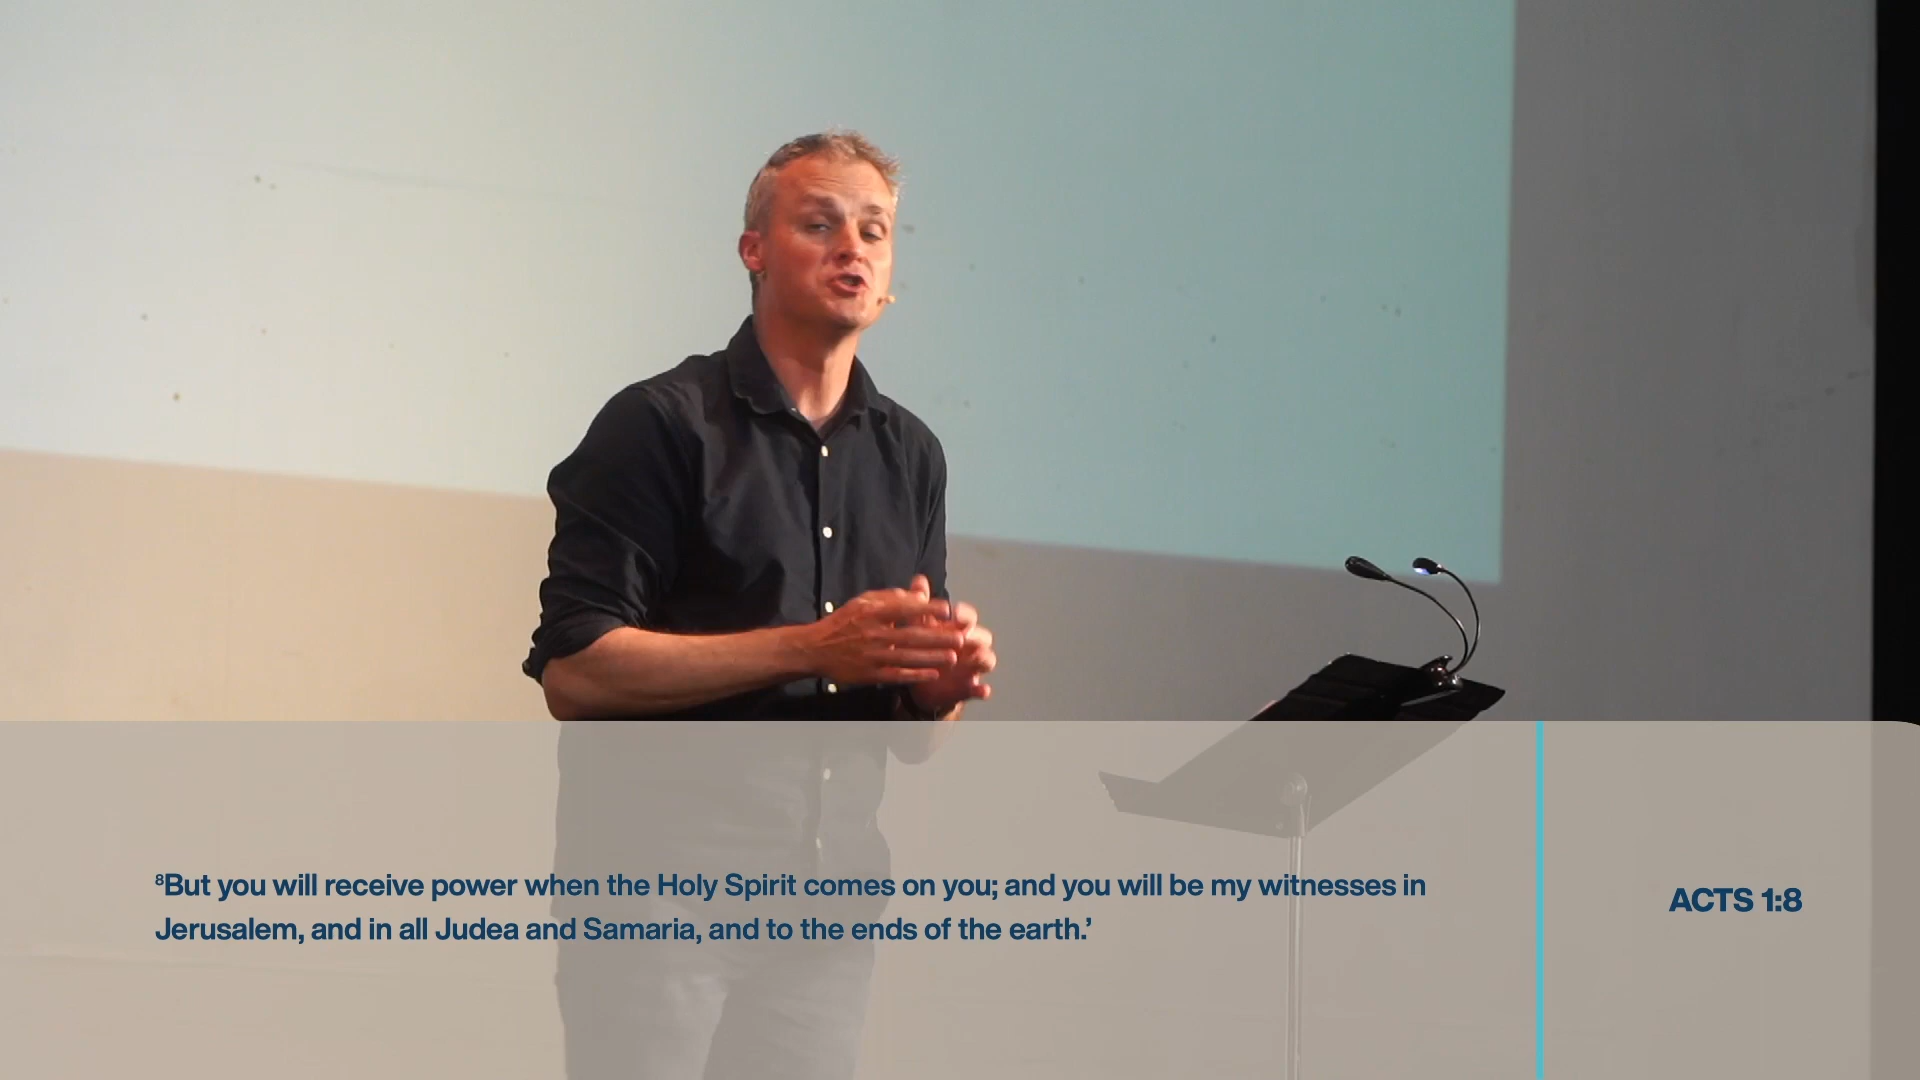 ⁸But you will receive power when the Holy Spirit comes on you; and you will be my witnesses in
Jerusalem, and in all Judea and Samaria, and to the ends of the earth.’
ACTS 1:8